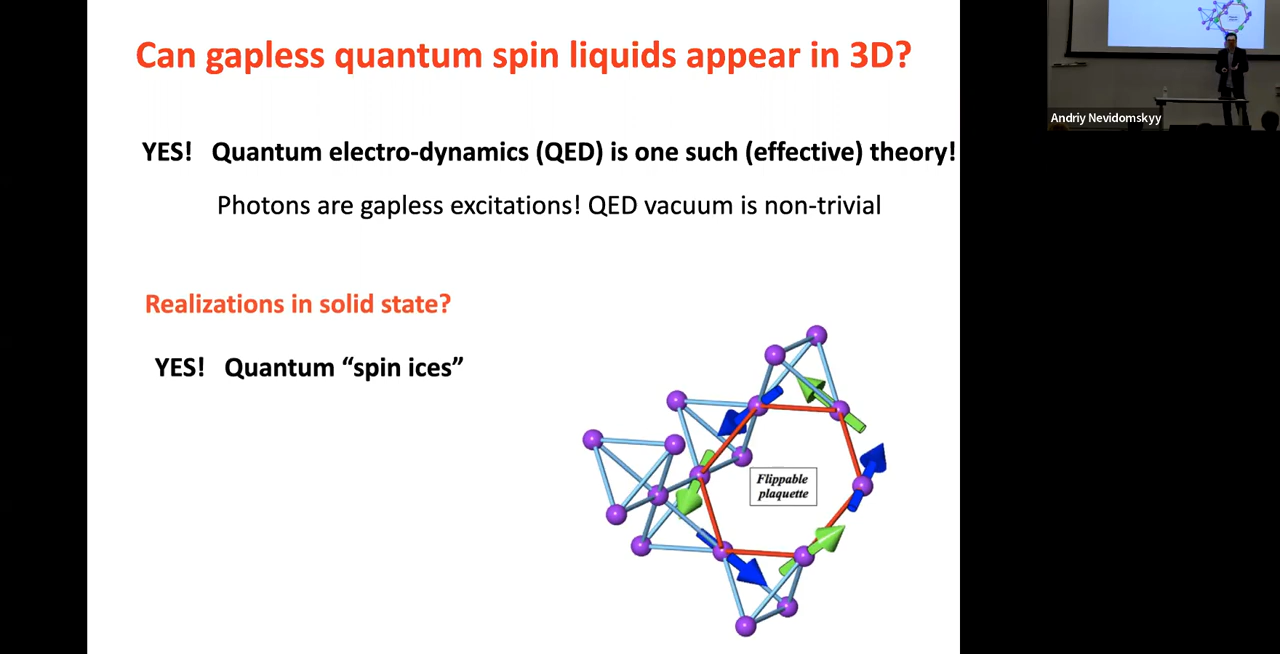 Can gapless quantum spin liquids appear in 3D?
YES! Quantum electro-dynamics (QED) is one such (effective) theory!
Photons are gapless excitations! QED vacuum is non-trivial
Realizations in solid state?
YES! Quantum “spin ices”
Flippable
plaquette
Andriy Nevidomskyy